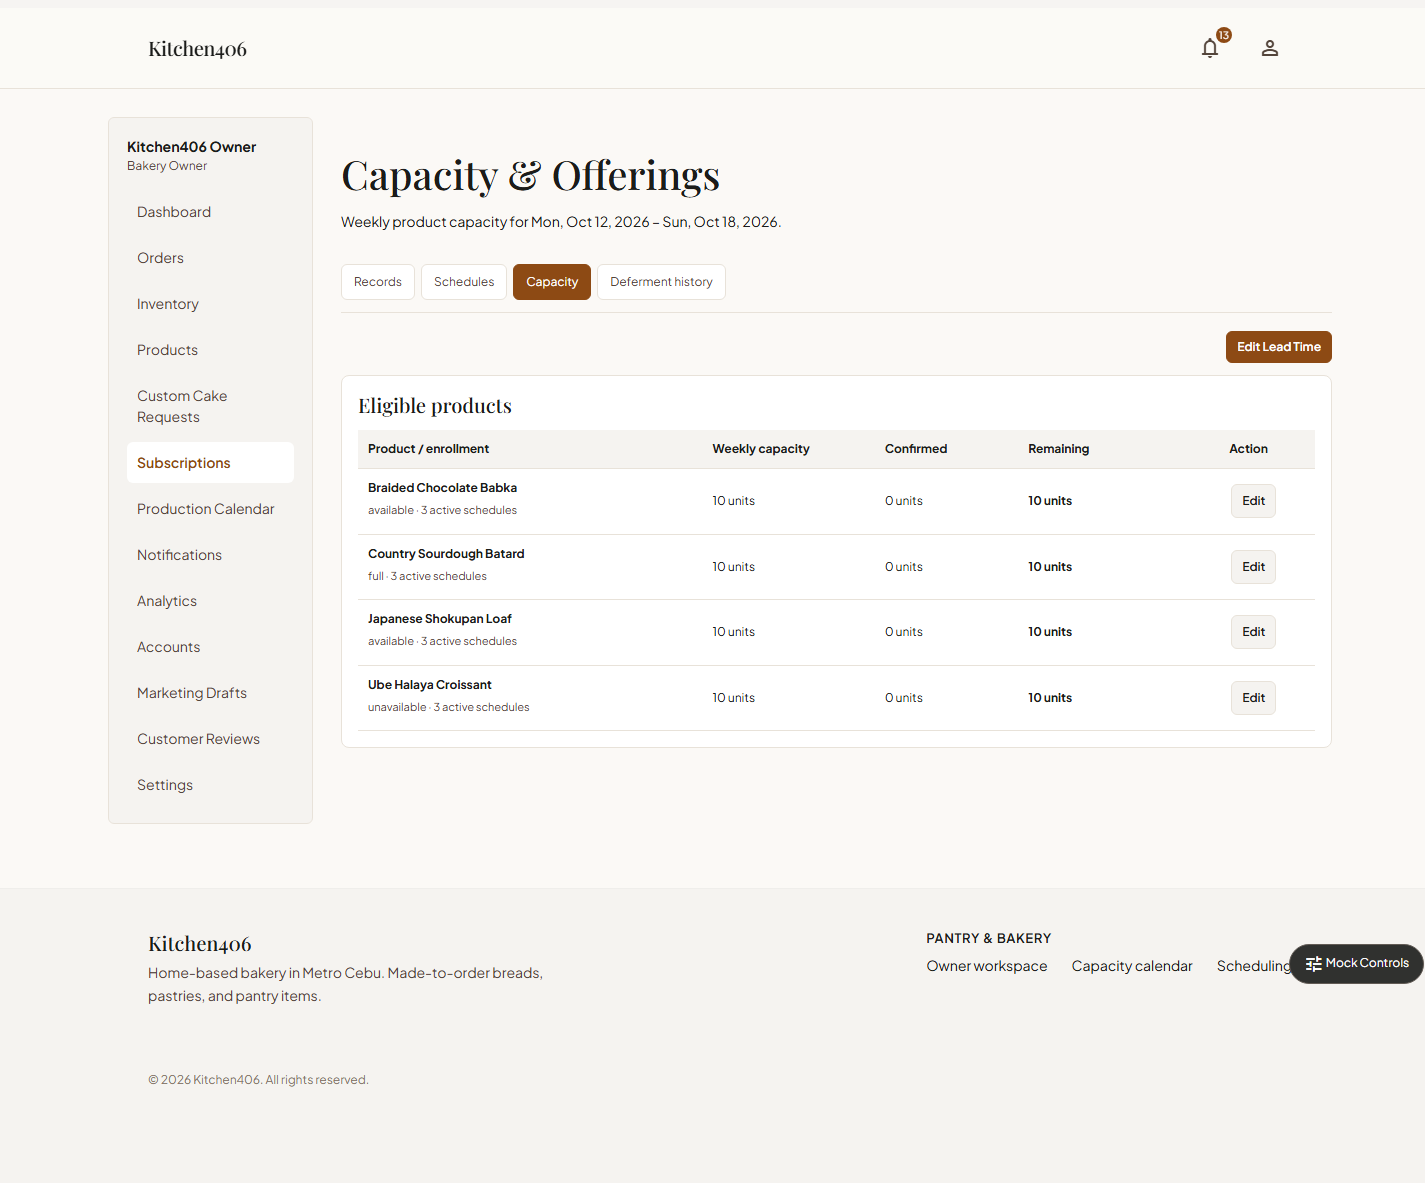 Kitchen406
13
Kitchen406 Owner
Bakery Owner
Dashboard
Orders
Inventory
Products
Custom Cake
Requests
Subscriptions
Production Calendar
Notifications
Analytics
Accounts
Marketing Drafts
Customer Reviews
Settings
Capacity & Offerings
Weekly product capacity for Mon, Oct 12, 2026 – Sun, Oct 18, 2026.
Records Schedules Capacity Deferment history
Edit Lead Time
Eligible products
Product / enrollment Weekly capacity Confirmed Remaining Action
Braided Chocolate Babka
available · 3 active schedules
10 units 0 units 10 units Edit
Country Sourdough Batard
full · 3 active schedules
10 units 0 units 10 units Edit
Japanese Shokupan Loaf
available · 3 active schedules
10 units 0 units 10 units Edit
Ube Halaya Croissant
unavailable · 3 active schedules
10 units 0 units 10 units Edit
Kitchen406
Home-based bakery in Metro Cebu. Made-to-order breads,
pastries, and pantry items.
PANTRY & BAKERY
Owner workspace Capacity calendar Scheduling
Mock Controls
© 2026 Kitchen406. All rights reserved.